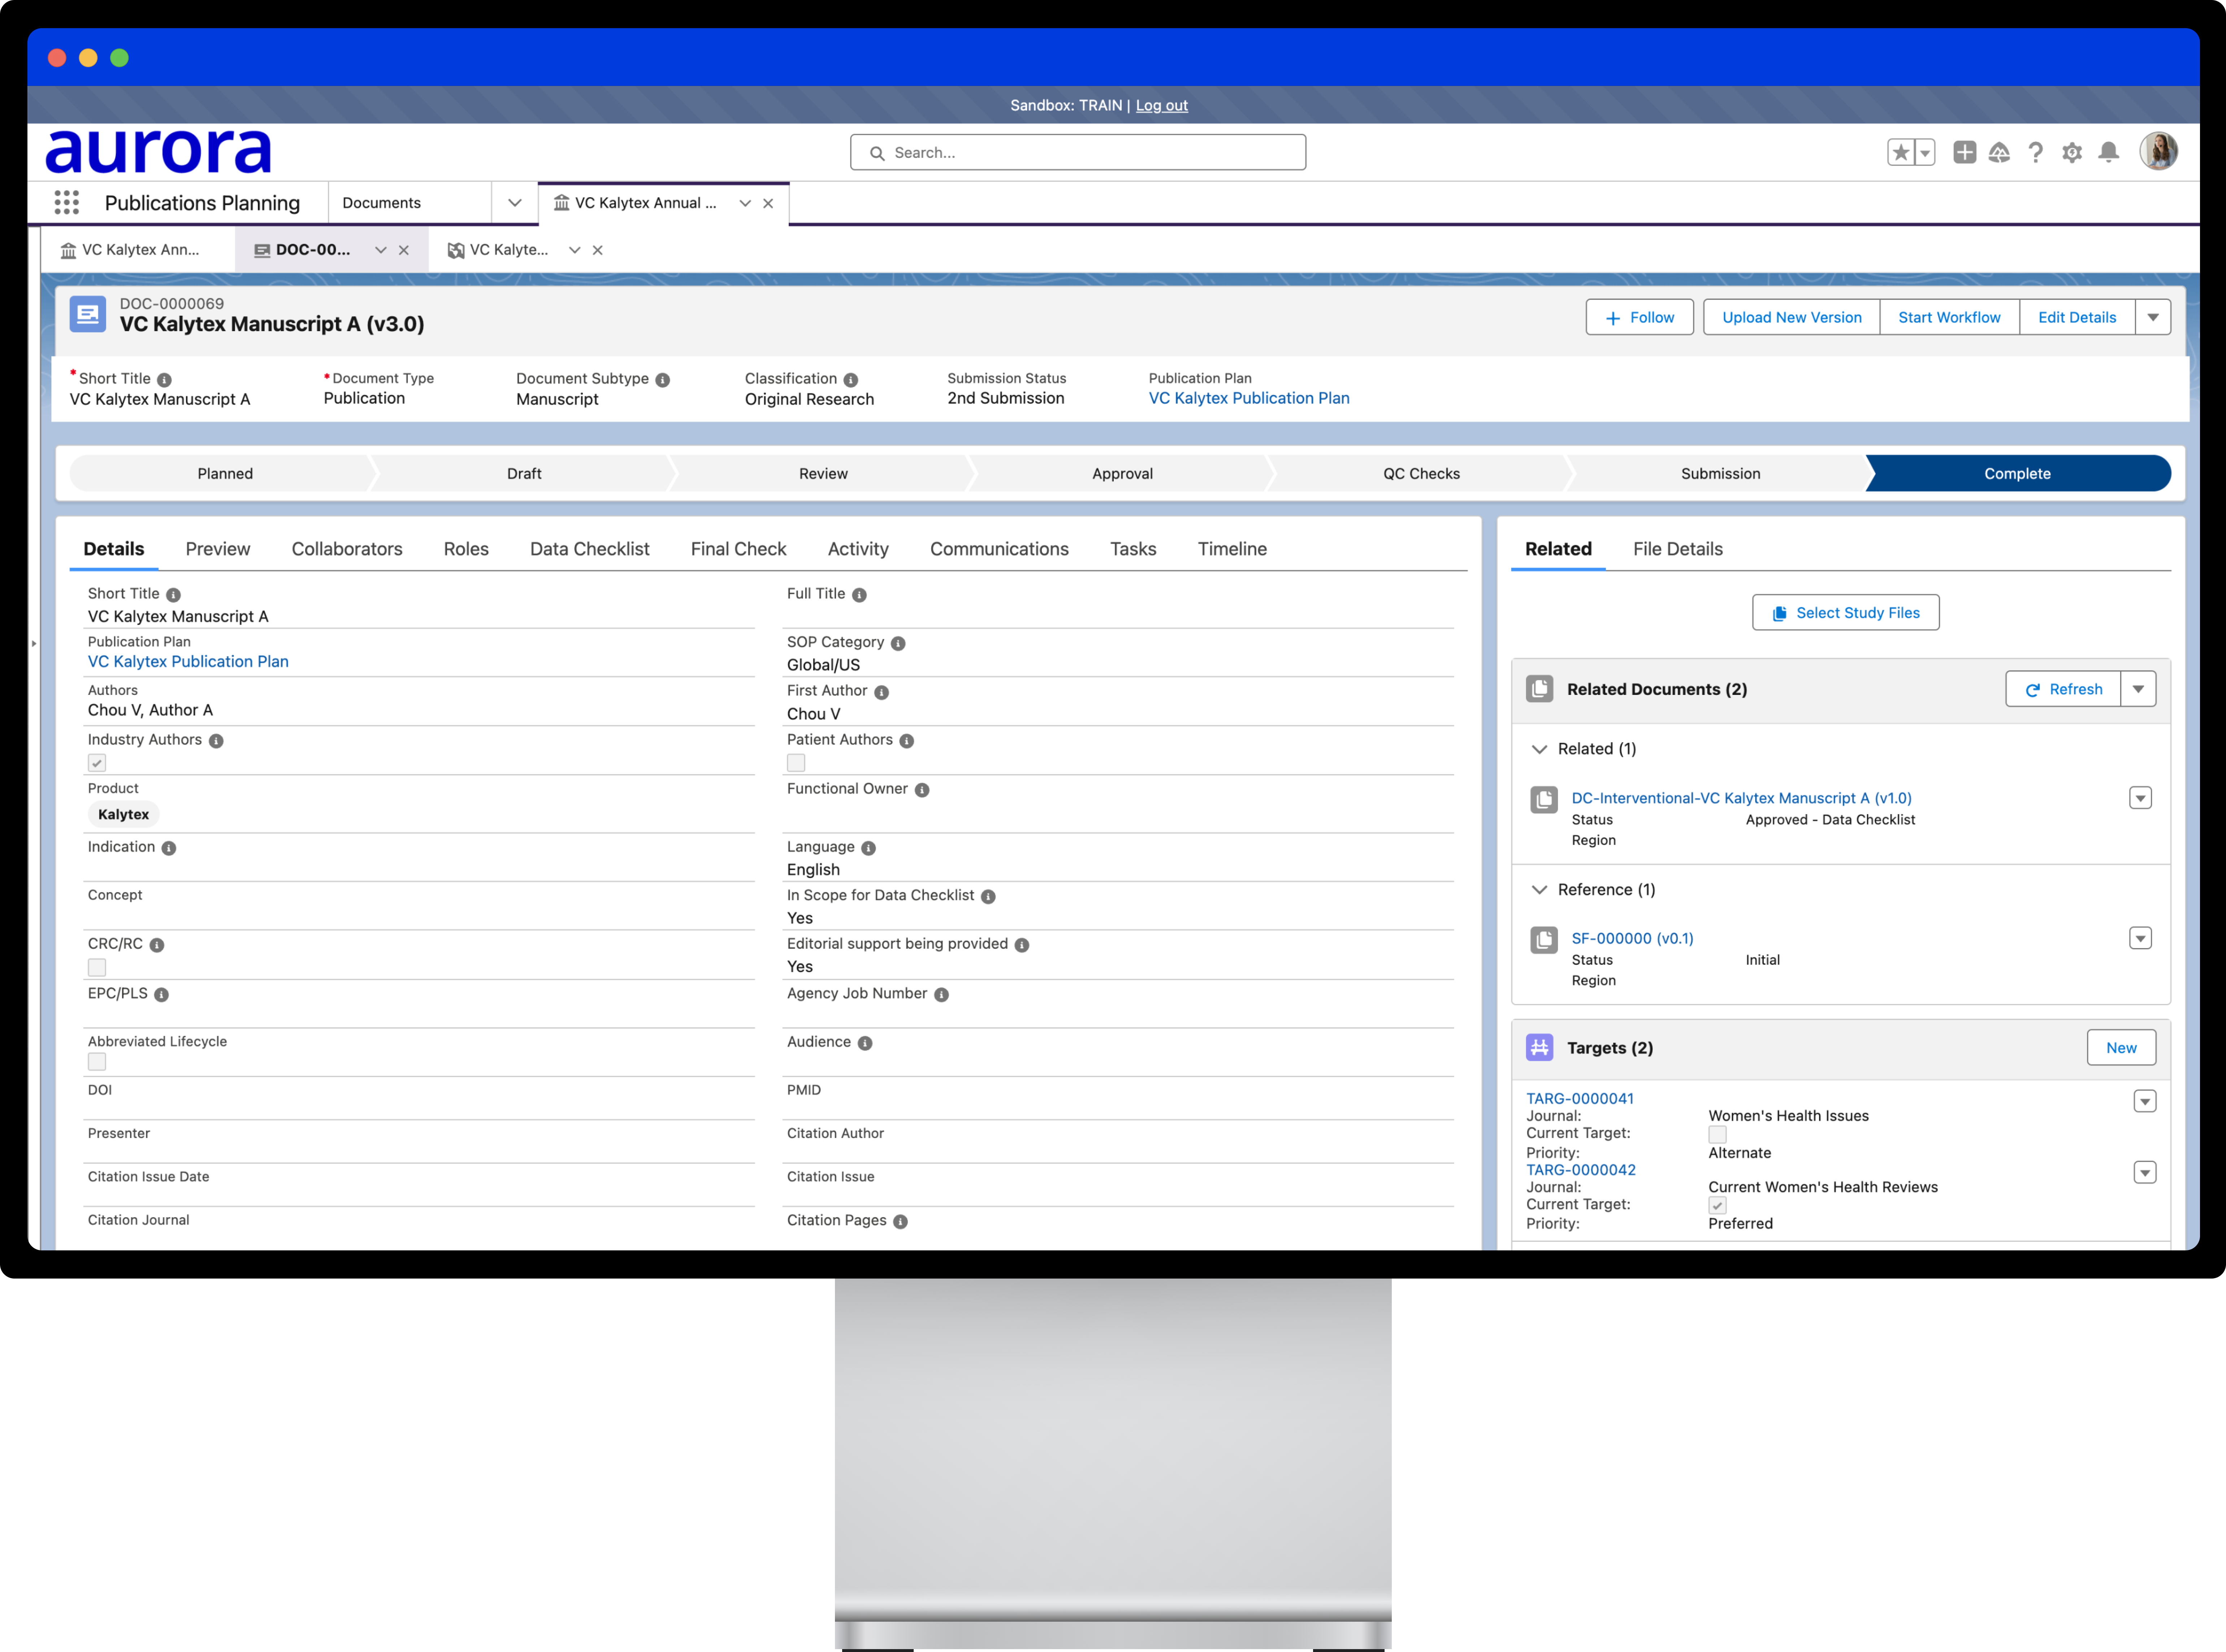 Sandbox: TRAIN | Log out
aurora
Search...
Publications Planning
Documents
VC Kalytex Annual ...
VC Kalytex Ann...
DOC-00...
VC Kalyte...
DOC-0000069
VC Kalytex Manuscript A (v3.0)
Follow
Upload New Version
Start Workflow
Edit Details
* Short Title
* Document Type
Document Subtype
Classification
Submission Status
Publication Plan
VC Kalytex Manuscript A
Publication
Manuscript
Original Research
2nd Submission
VC Kalytex Publication Plan
Planned
Draft
Review
Approval
QC Checks
Submission
Complete
Details
Preview
Collaborators
Roles
Data Checklist
Final Check
Activity
Communications
Tasks
Timeline
Short Title
VC Kalytex Manuscript A
Full Title
Publication Plan
VC Kalytex Publication Plan
SOP Category
Global/US
Authors
Chou V, Author A
First Author
Chou V
Industry Authors
Patient Authors
Product
Kalytex
Functional Owner
Indication
Language
English
Concept
In Scope for Data Checklist
Yes
CRC/RC
Editorial support being provided
Yes
EPC/PLS
Agency Job Number
Abbreviated Lifecycle
Audience
DOI
PMID
Presenter
Citation Author
Citation Issue Date
Citation Issue
Citation Journal
Citation Pages
Related
File Details
Select Study Files
Related Documents (2)
Refresh
Related (1)
DC-Interventional-VC Kalytex Manuscript A (v1.0)
Status Approved - Data Checklist
Region
Reference (1)
SF-000000 (v0.1)
Status Initial
Region
Targets (2)
New
TARG-0000041
Journal: Women's Health Issues
Current Target:
Priority: Alternate
TARG-0000042
Journal: Current Women's Health Reviews
Current Target:
Priority: Preferred